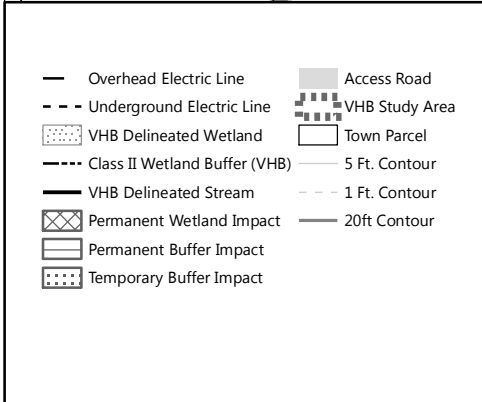 Overhead Electric Line
Underground Electric Line
VHB Delineated Wetland
Class II Wetland Buffer (VHB)
VHB Delineated Stream
Permanent Wetland Impact
Permanent Buffer Impact
Temporary Buffer Impact
Access Road
VHB Study Area
Town Parcel
5 Ft. Contour
1 Ft. Contour
20ft Contour